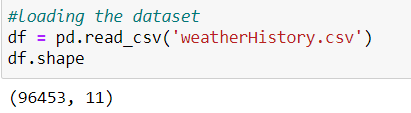 #loading the dataset
df = pd.read_csv('weatherHistory.csv')
df.shape
(96453, 11)